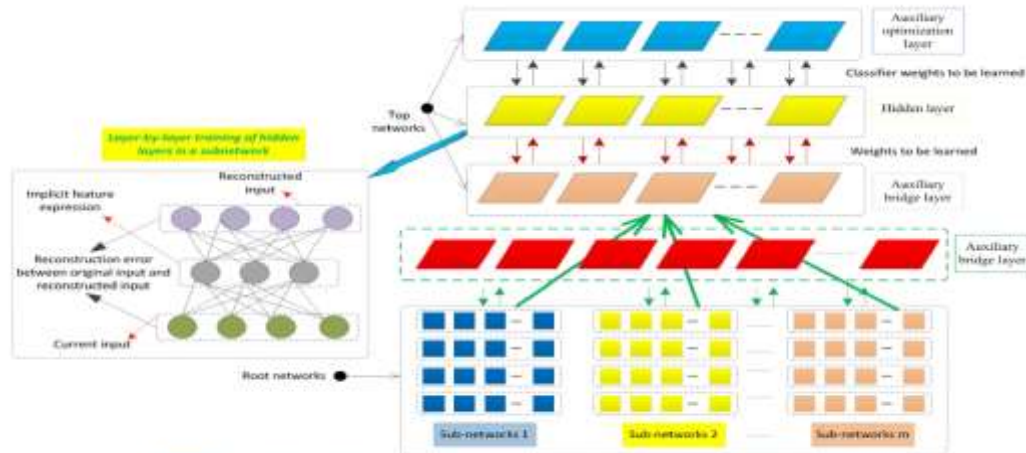 Auxiliary
optimization
layer
Classifier weights to be learned
Top
networks
Hidden layer
Layer-by-layer training of hidden
layers in a subnetwork
Weights to be learned
Reconstructed
input
Implicit feature
expression
Auxiliary
bridge layer
Auxiliary
bridge layer
Reconstruction error
between original input and
reconstructed input
Current input
Root networks
Sub-networks 1
Sub-networks 2
Sub-networks m